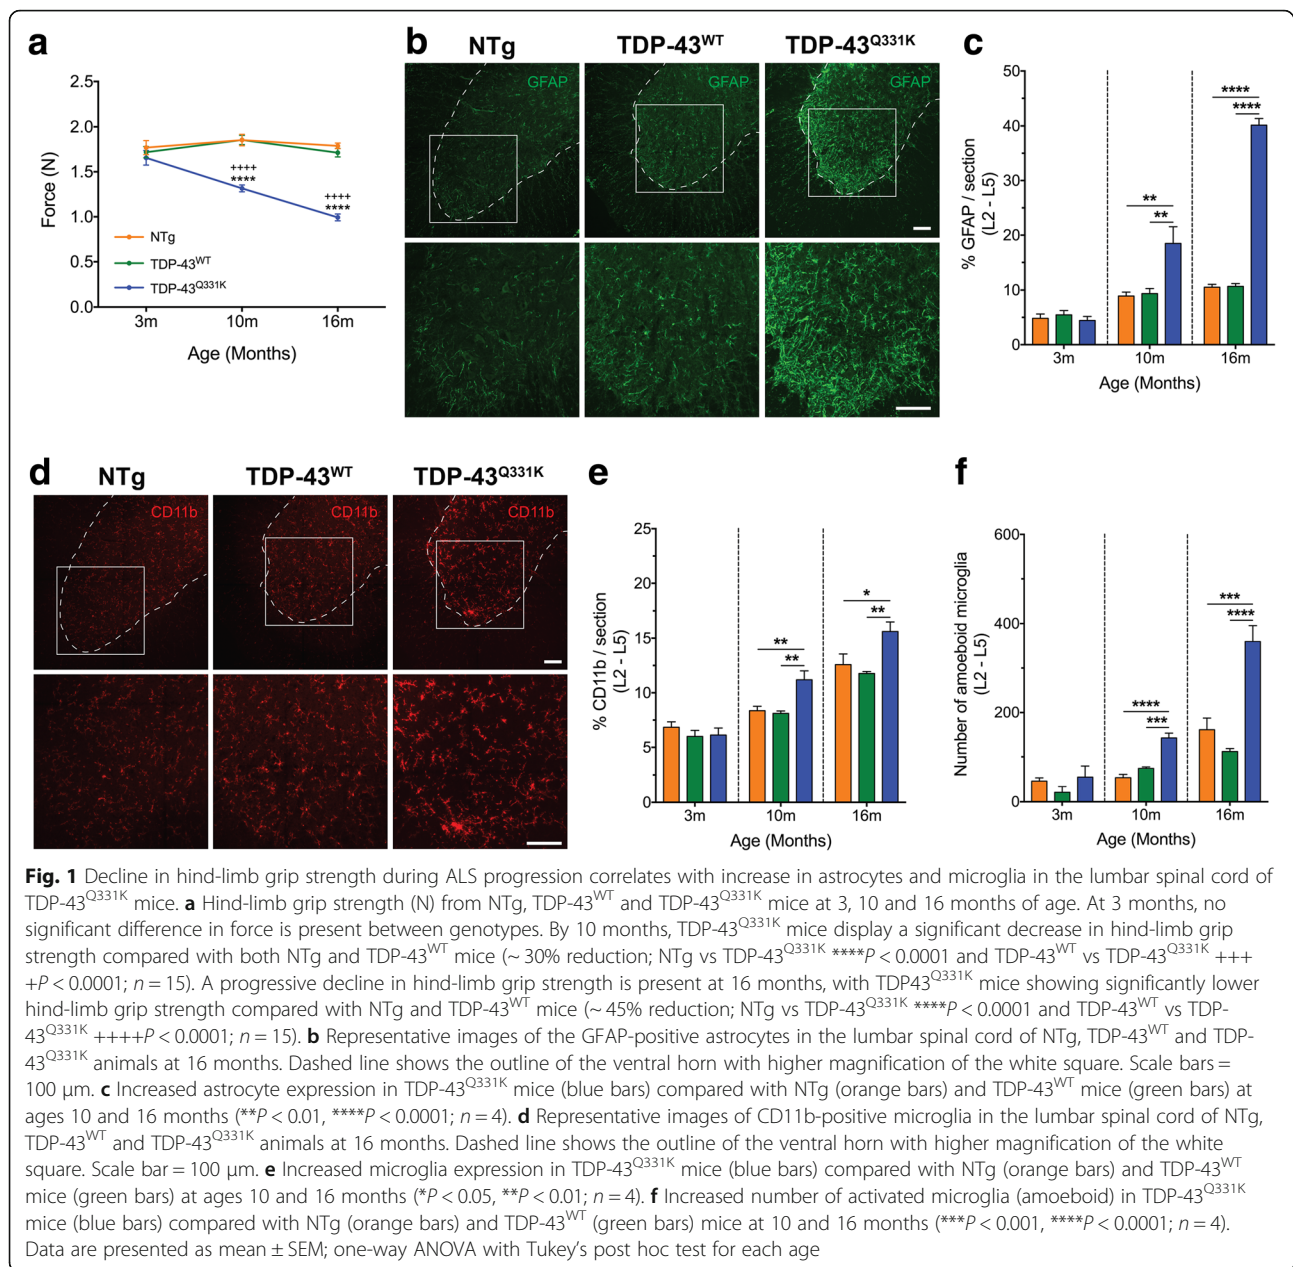 a
2.5
2.0
1.5
1.0
0.5
0.0
Force (N)
++++
****
++++
****
NTg
TDP-43WT
TDP-43Q331K
3m 10m 16m
Age (Months)
b
NTg TDP-43WT TDP-43Q331K
GFAP GFAP GFAP
c
50
40
30
20
10
0
% GFAP / section
(L2 - L5)
**
**
****
****
3m 10m 16m
Age (Months)
d
NTg TDP-43WT TDP-43Q331K
CD11b CD11b CD11b
e
25
20
15
10
5
0
% CD11b / section
(L2 - L5)
**
**
*
**
3m 10m 16m
Age (Months)
f
600
400
200
0
Number of amoeboid microglia
(L2 - L5)
****
***
***
****
3m 10m 16m
Age (Months)
Fig. 1 Decline in hind-limb grip strength during ALS progression correlates with increase in astrocytes and microglia in the lumbar spinal cord of
TDP-43Q331K mice. a Hind-limb grip strength (N) from NTg, TDP-43WT and TDP-43Q331K mice at 3, 10 and 16 months of age. At 3 months, no
significant difference in force is present between genotypes. By 10 months, TDP-43Q331K mice display a significant decrease in hind-limb grip
strength compared with both NTg and TDP-43WT mice (~ 30% reduction; NTg vs TDP-43Q331K ****P < 0.0001 and TDP-43WT vs TDP-43Q331K +++
+P < 0.0001; n = 15). A progressive decline in hind-limb grip strength is present at 16 months, with TDP43Q331K mice showing significantly lower
hind-limb grip strength compared with NTg and TDP-43WT mice (~ 45% reduction; NTg vs TDP-43Q331K ****P < 0.0001 and TDP-43WT vs TDP-
43Q331K ++++P < 0.0001; n = 15). b Representative images of the GFAP-positive astrocytes in the lumbar spinal cord of NTg, TDP-43WT and TDP-
43Q331K animals at 16 months. Dashed line shows the outline of the ventral horn with higher magnification of the white square. Scale bars =
100 µm. c Increased astrocyte expression in TDP-43Q331K mice (blue bars) compared with NTg (orange bars) and TDP-43WT mice (green bars) at
ages 10 and 16 months (**P < 0.01, ****P < 0.0001; n = 4). d Representative images of CD11b-positive microglia in the lumbar spinal cord of NTg,
TDP-43WT and TDP-43Q331K animals at 16 months. Dashed line shows the outline of the ventral horn with higher magnification of the white
square. Scale bar = 100 µm. e Increased microglia expression in TDP-43Q331K mice (blue bars) compared with NTg (orange bars) and TDP-43WT
mice (green bars) at ages 10 and 16 months (*P < 0.05, **P < 0.01; n = 4). f Increased number of activated microglia (amoeboid) in TDP-43Q331K
mice (blue bars) compared with NTg (orange bars) and TDP-43WT (green bars) mice at 10 and 16 months (***P < 0.001, ****P < 0.0001; n = 4).
Data are presented as mean ± SEM; one-way ANOVA with Tukey's post hoc test for each age